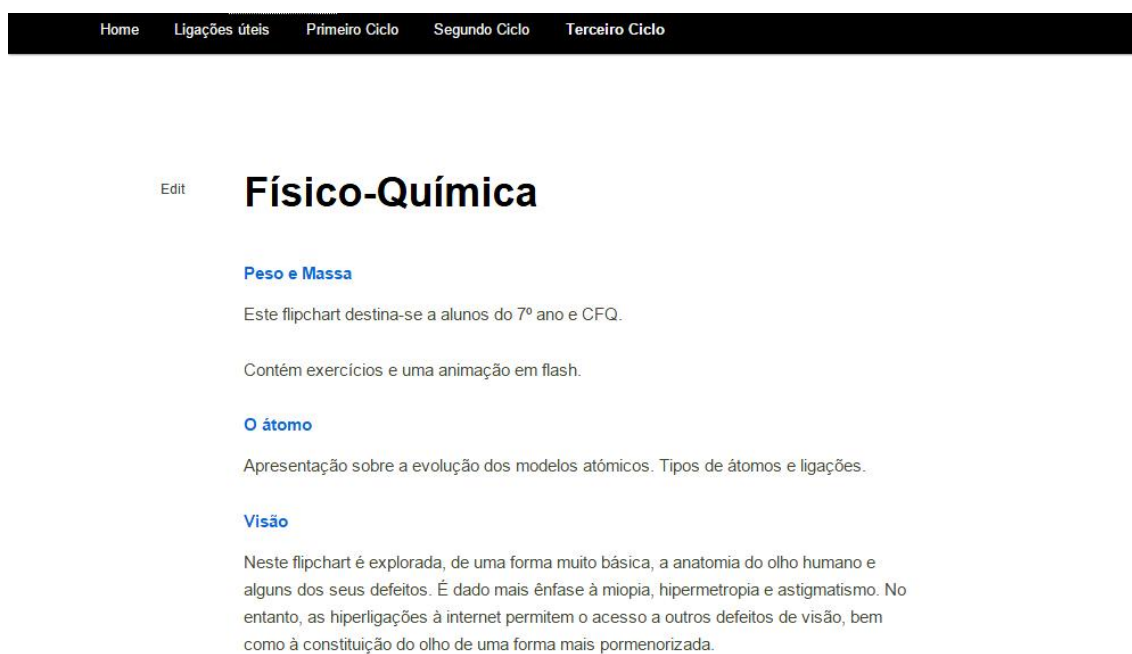 Home Ligações úteis Primeiro Ciclo Segundo Ciclo Terceiro Ciclo
Edit
Físico-Química
Peso e Massa
Este flipchart destina-se a alunos do 7º ano e CFQ.
Contém exercícios e uma animação em flash.
O átomo
Apresentação sobre a evolução dos modelos atómicos. Tipos de átomos e ligações.
Visão
Neste flipchart é explorada, de uma forma muito básica, a anatomia do olho humano e
alguns dos seus defeitos. É dado mais ênfase à miopia, hipermetropia e astigmatismo. No
entanto, as hiperligações à internet permitem o acesso a outros defeitos de visão, bem
como à constituição do olho de uma forma mais pormenorizada.